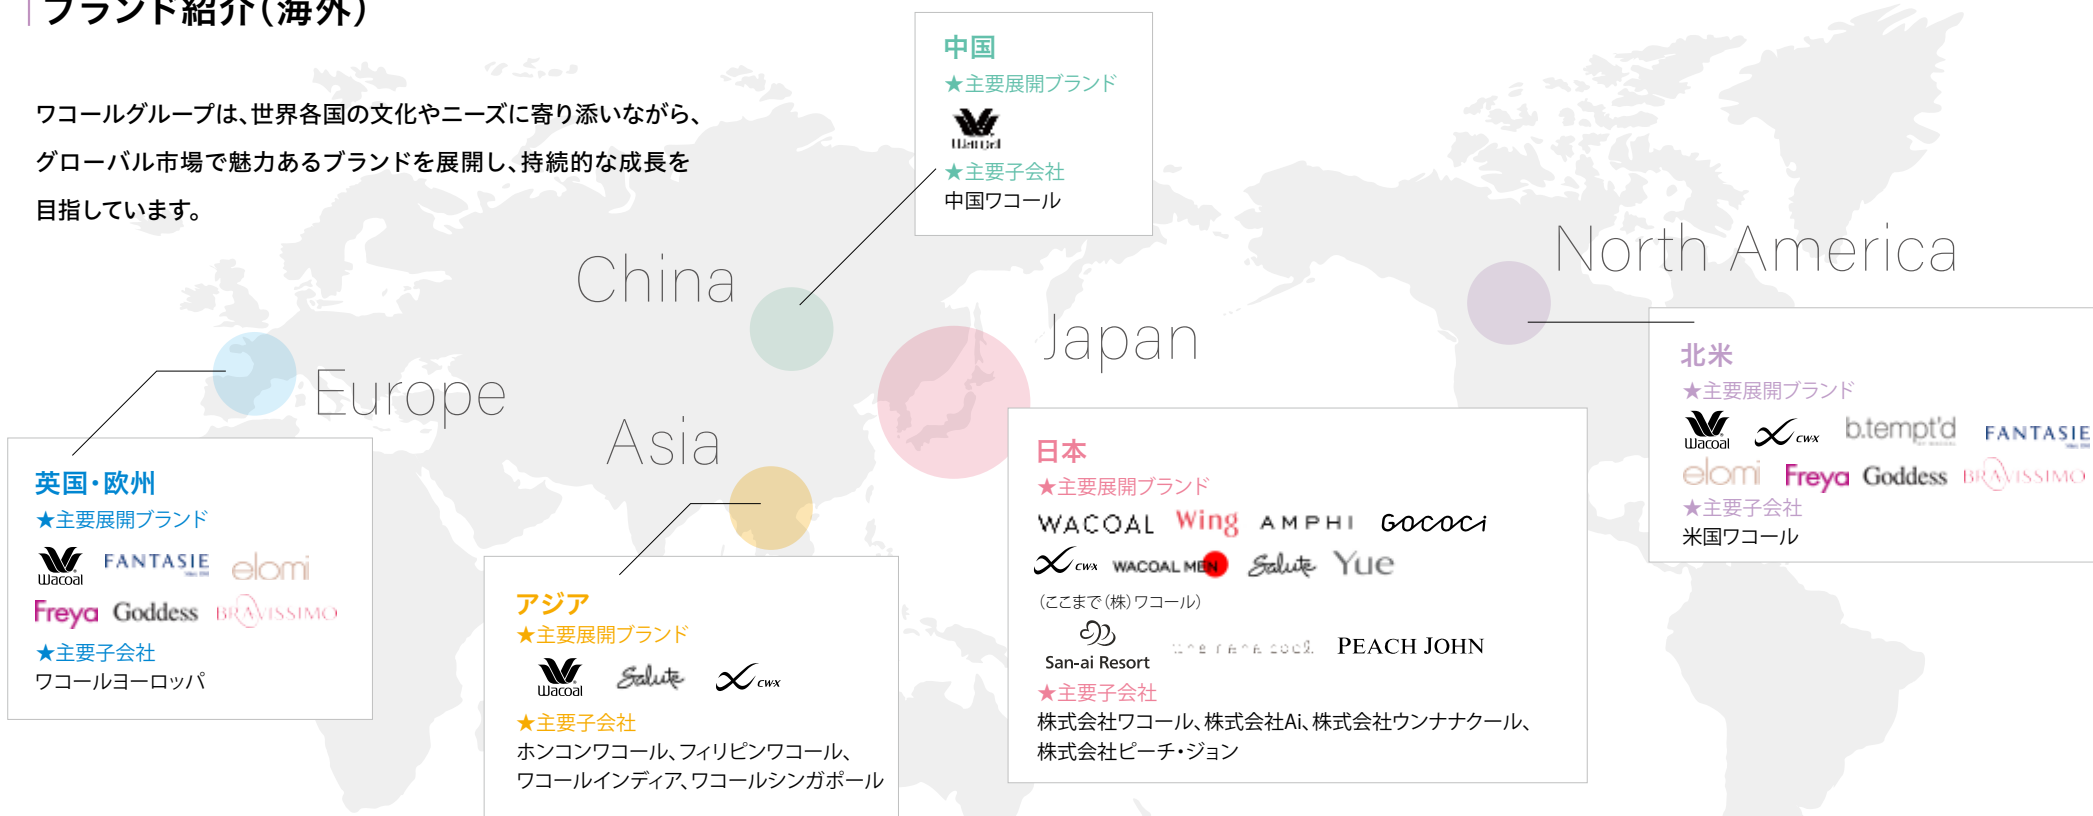 ブランド紹介（海外）
ワコールグループは、世界各国の文化やニーズに寄り添いながら、
グローバル市場で魅力あるブランドを展開し、持続的な成長を
目指しています。
中国
★主要展開ブランド
Wacoal
★主要子会社
中国ワコール
China
North America
Japan
Europe
Asia
英国・欧州
★主要展開ブランド
Wacoal FANTASIE elomi
Freya Goddess BRAVISSIMO
★主要子会社
ワコールヨーロッパ
アジア
★主要展開ブランド
Wacoal Salute CW-X
★主要子会社
ホンコンワコール、フィリピンワコール、
ワコールインディア、ワコールシンガポール
日本
★主要展開ブランド
WACOAL Wing AMPHI GOCOCi
CW-X WACOAL MEN Salute Yue
（ここまで（株）ワコール）
San-ai Resort PEACH JOHN
★主要子会社
株式会社ワコール、株式会社Ai、株式会社ウンナナクール、
株式会社ピーチ・ジョン
北米
★主要展開ブランド
Wacoal CW-X b.tempt'd FANTASIE
elomi Freya Goddess BRAVISSIMO
★主要子会社
米国ワコール